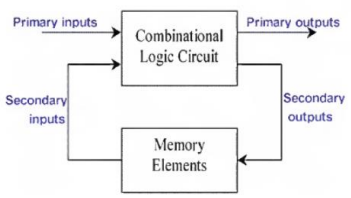 Primary inputs
Primary outputs
Combinational
Logic Circuit
Secondary
inputs
Secondary
outputs
Memory
Elements